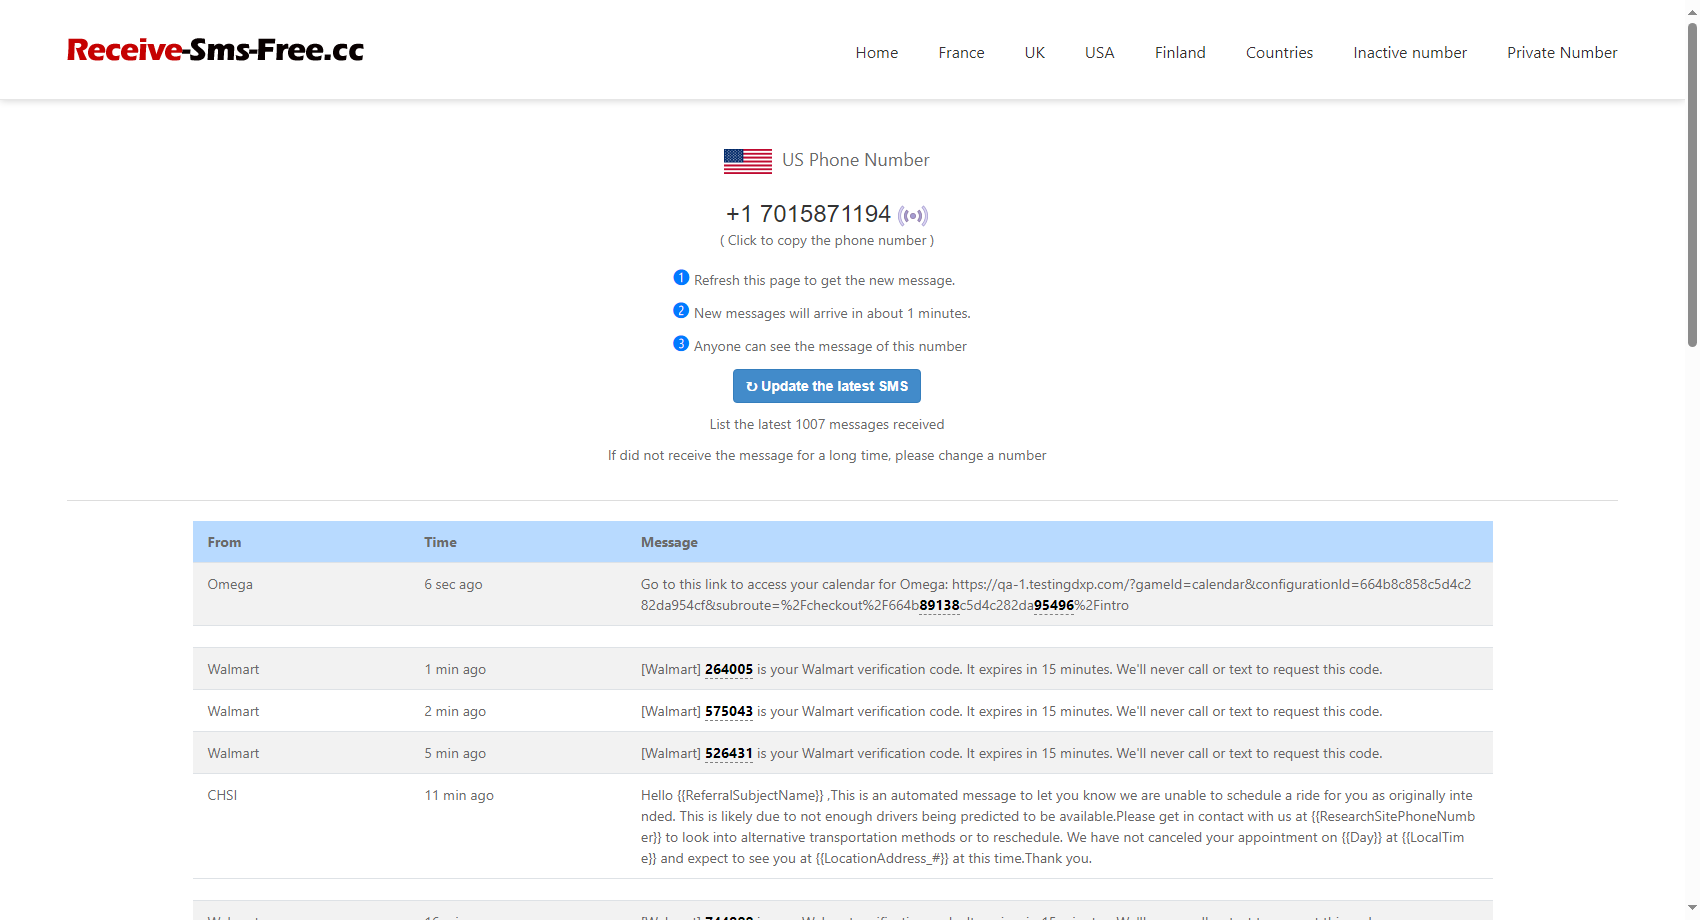 Receive-Sms-Free.cc
Home France UK USA Finland Countries Inactive number Private Number
US Phone Number
+1 7015871194
( Click to copy the phone number )
1 Refresh this page to get the new message.
2 New messages will arrive in about 1 minutes.
3 Anyone can see the message of this number
↻ Update the latest SMS
List the latest 1007 messages received
If did not receive the message for a long time, please change a number
From Time Message
Omega 6 sec ago Go to this link to access your calendar for Omega: https://qa-1.testingdxp.com/?gameId=calendar&configurationId=664b8c858c5d4c2
82da954cf&subroute=%2Fcheckout%2F664b89138c5d4c282da95496%2Fintro
Walmart 1 min ago [Walmart] 264005 is your Walmart verification code. It expires in 15 minutes. We'll never call or text to request this code.
Walmart 2 min ago [Walmart] 575043 is your Walmart verification code. It expires in 15 minutes. We'll never call or text to request this code.
Walmart 5 min ago [Walmart] 526431 is your Walmart verification code. It expires in 15 minutes. We'll never call or text to request this code.
CHSI 11 min ago Hello {{ReferralSubjectName}} ,This is an automated message to let you know we are unable to schedule a ride for you as originally inte
nded. This is likely due to not enough drivers being predicted to be available.Please get in contact with us at {{ResearchSitePhoneNumb
er}} to look into alternative transportation methods or to reschedule. We have not canceled your appointment on {{Day}} at {{LocalTim
e}} and expect to see you at {{LocationAddress_#}} at this time.Thank you.